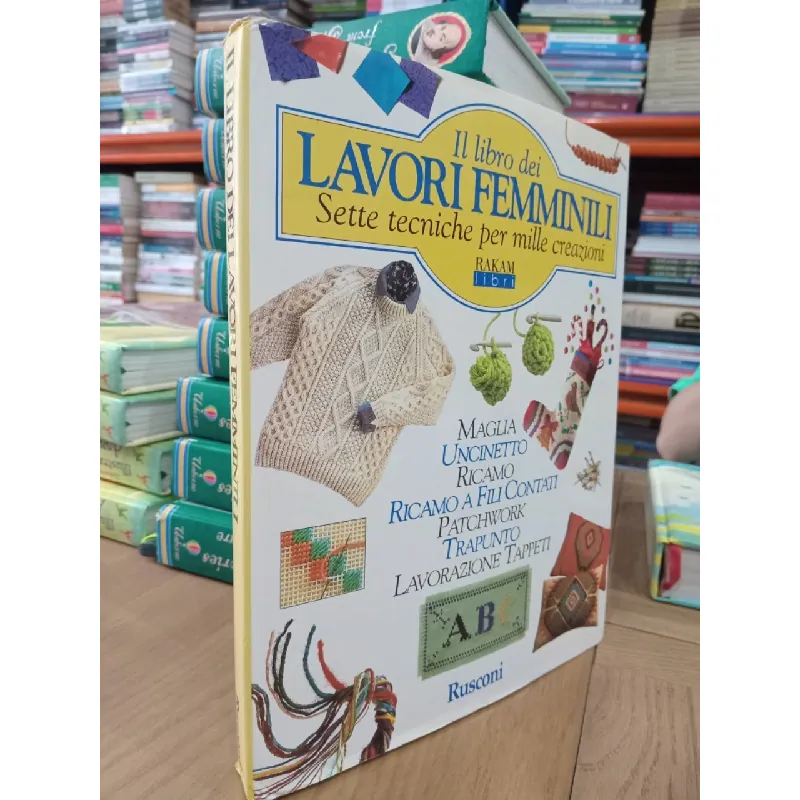 Il libro dei
LAVORI FEMMINILI
Sette tecniche per mille creazioni
RAKAM
libri
MAGLIA
UNCINETTO
RICAMO
RICAMO A FILI CONTATI
PATCHWORK
TRAPUNTO
LAVORAZIONE TAPPETI
A.B.C
Rusconi
IL LIBRO DEI LAVORI FEMMINILI